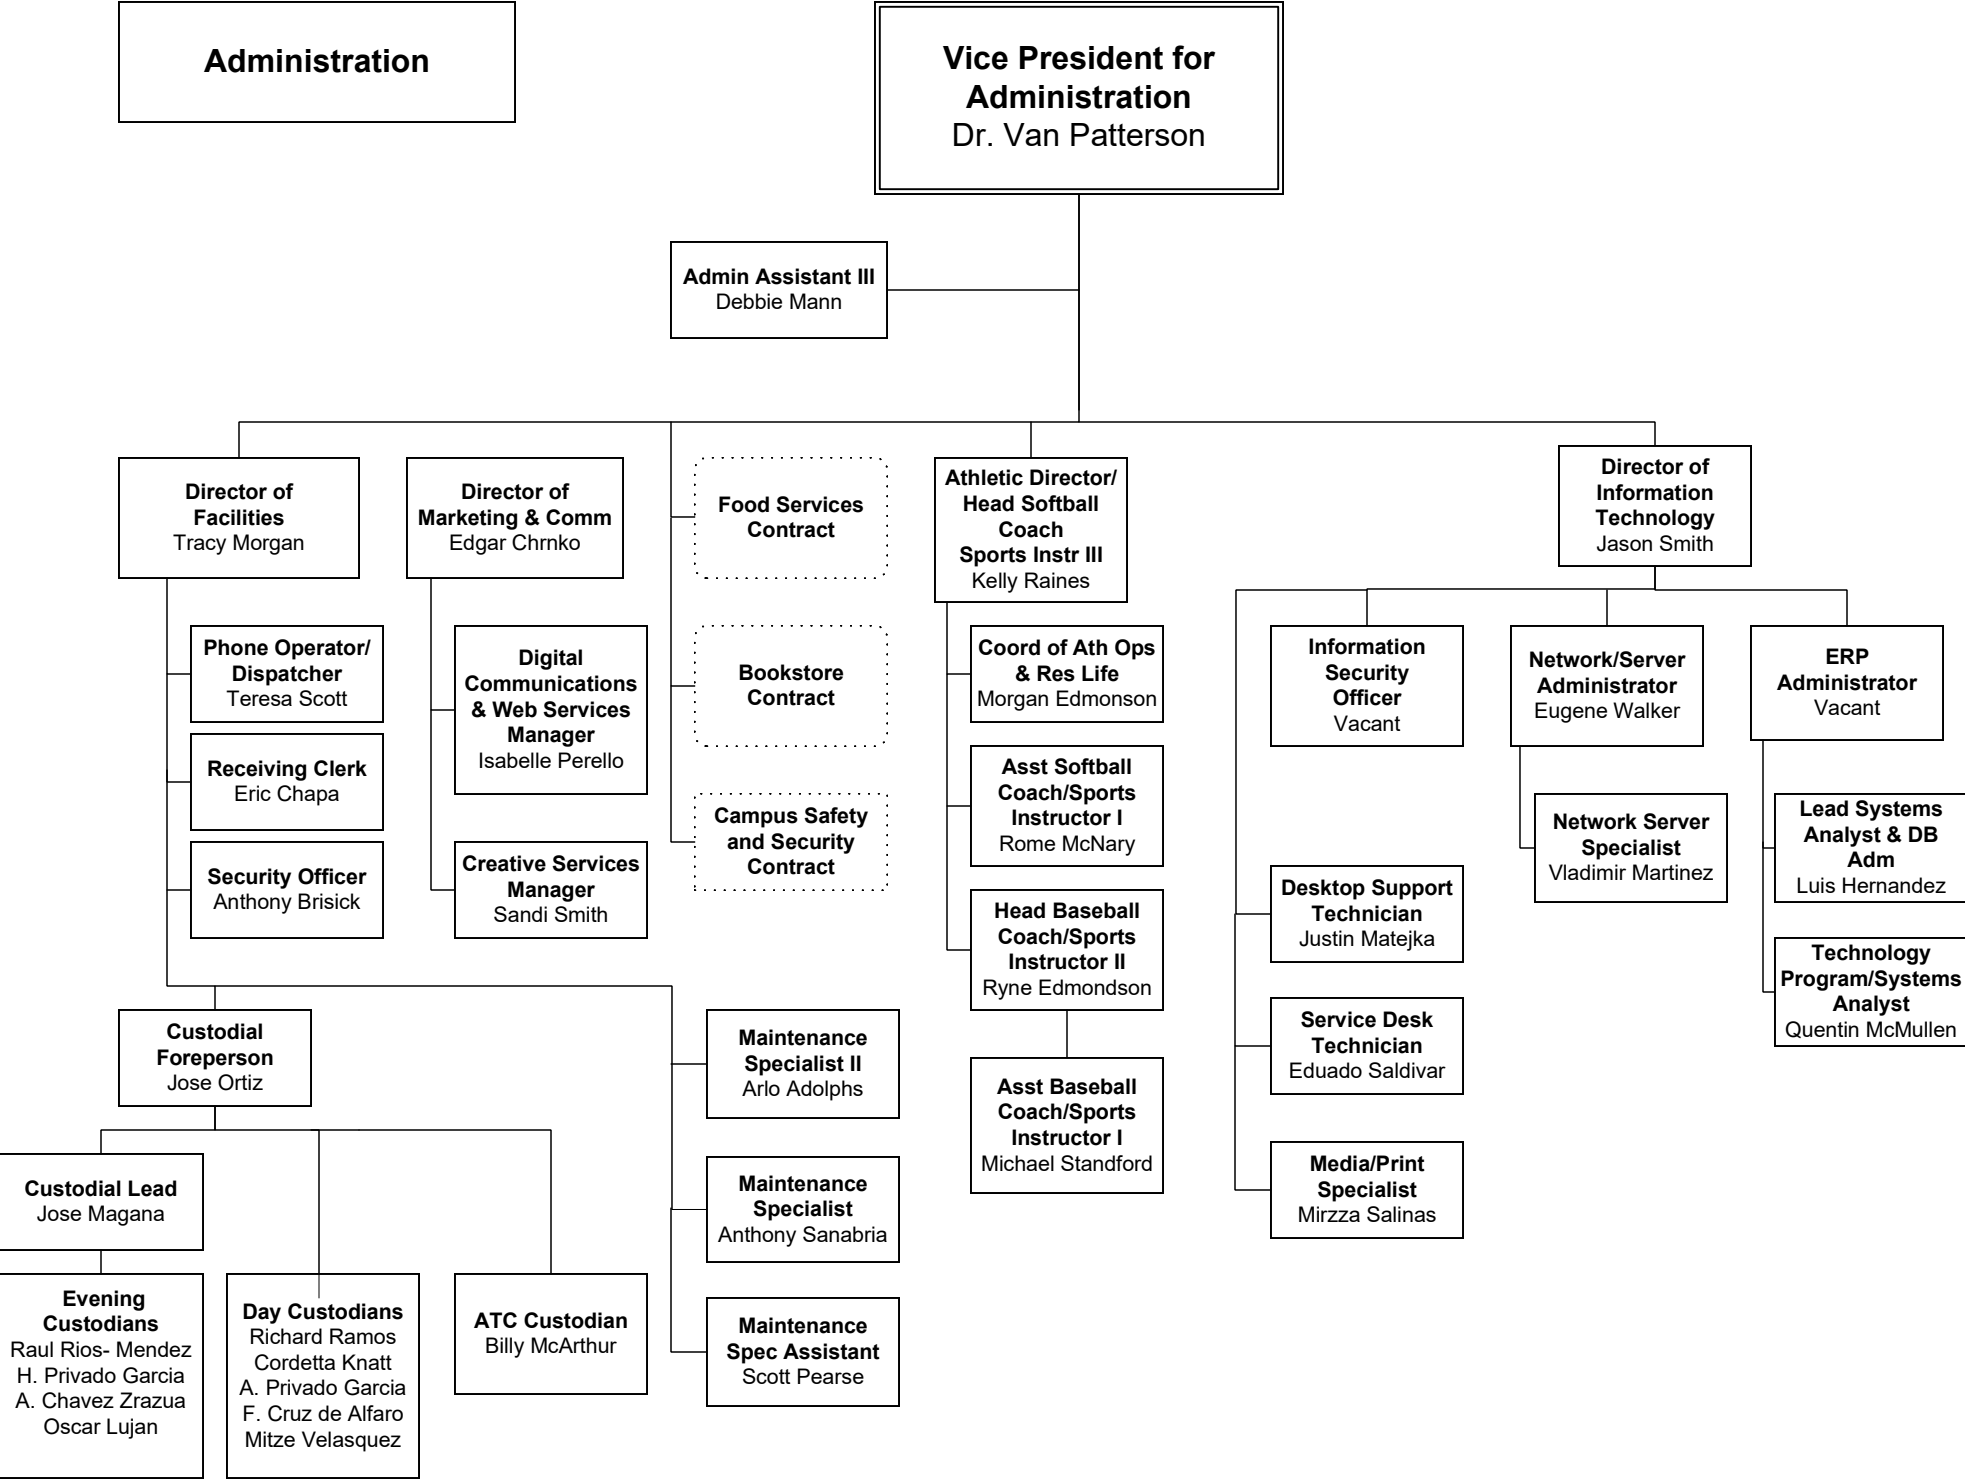 Administration
Vice President for
Administration
Dr. Van Patterson
Admin Assistant III
Debbie Mann
Director of
Facilities
Tracy Morgan
Director of
Marketing & Comm
Edgar Chrnko
Food Services
Contract
Athletic Director/
Head Softball
Coach
Sports Instr III
Kelly Raines
Director of
Information
Technology
Jason Smith
Phone Operator/
Dispatcher
Teresa Scott
Receiving Clerk
Eric Chapa
Security Officer
Anthony Brisick
Digital
Communications
& Web Services
Manager
Isabelle Perello
Creative Services
Manager
Sandi Smith
Bookstore
Contract
Campus Safety
and Security
Contract
Coord of Ath Ops
& Res Life
Morgan Edmonson
Asst Softball
Coach/Sports
Instructor I
Rome McNary
Head Baseball
Coach/Sports
Instructor II
Ryne Edmondson
Asst Baseball
Coach/Sports
Instructor I
Michael Standford
Information
Security
Officer
Vacant
Network/Server
Administrator
Eugene Walker
ERP
Administrator
Vacant
Desktop Support
Technician
Justin Matejka
Service Desk
Technician
Eduado Saldivar
Media/Print
Specialist
Mirzza Salinas
Network Server
Specialist
Vladimir Martinez
Lead Systems
Analyst & DB
Adm
Luis Hernandez
Technology
Program/Systems
Analyst
Quentin McMullen
Custodial
Foreperson
Jose Ortiz
Maintenance
Specialist II
Arlo Adolphs
Maintenance
Specialist
Anthony Sanabria
Maintenance
Spec Assistant
Scott Pearse
Custodial Lead
Jose Magana
Evening
Custodians
Raul Rios- Mendez
H. Privado Garcia
A. Chavez Zrazua
Oscar Lujan
Day Custodians
Richard Ramos
Cordetta Knatt
A. Privado Garcia
F. Cruz de Alfaro
Mitze Velasquez
ATC Custodian
Billy McArthur